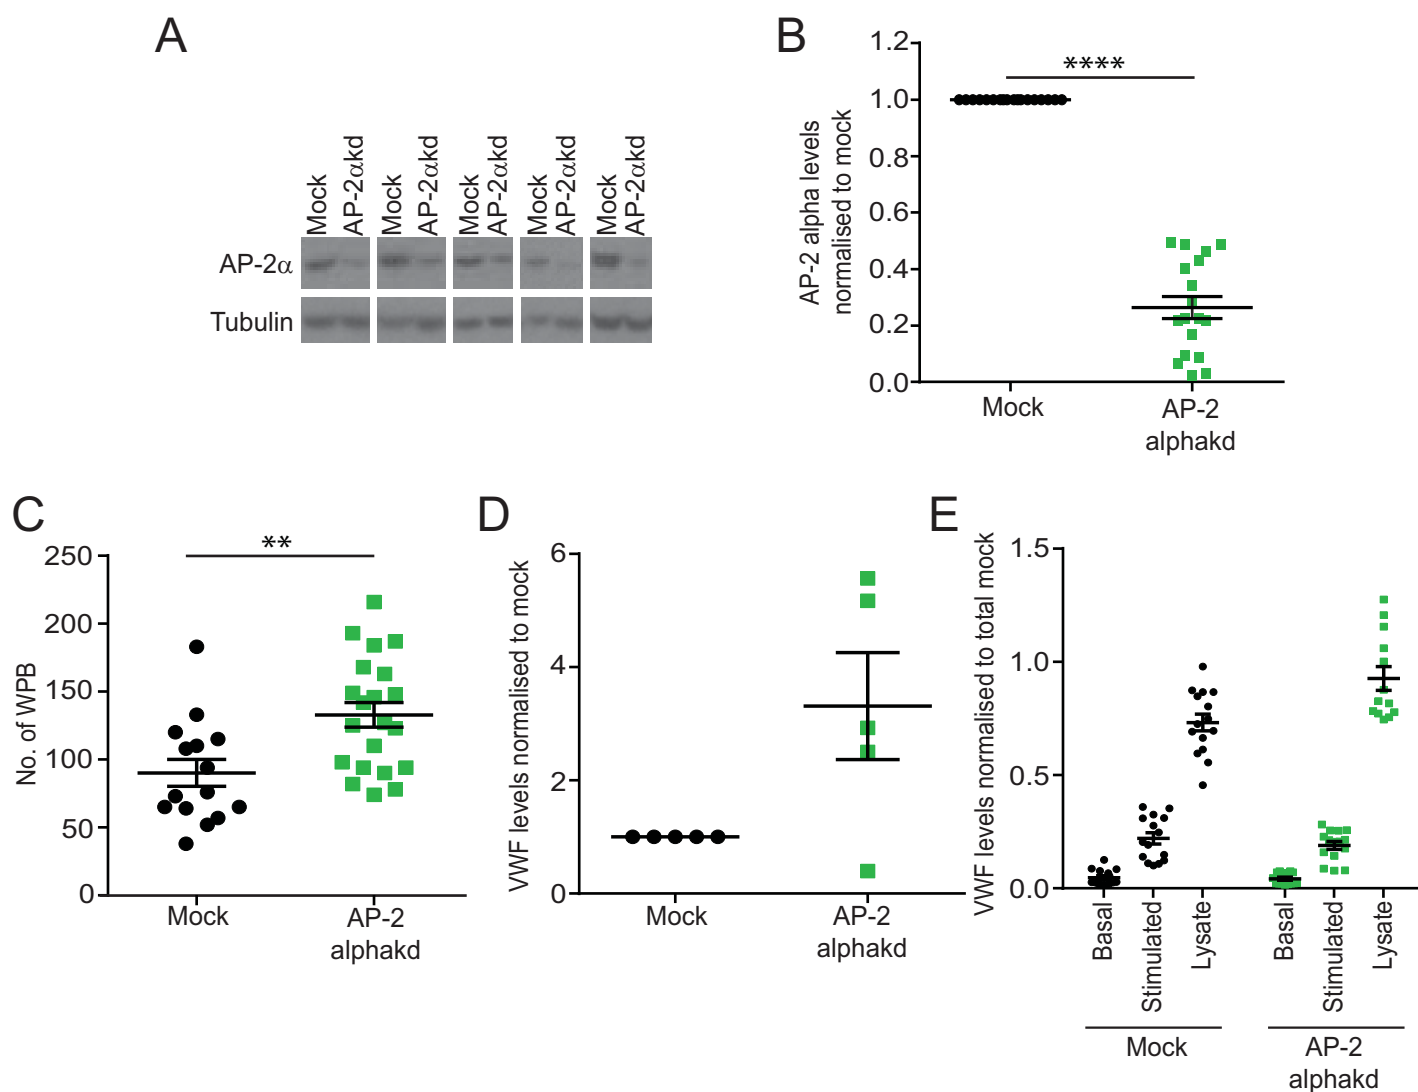 A
Mock
AP-2αkd
Mock
AP-2αkd
Mock
AP-2αkd
Mock
AP-2αkd
Mock
AP-2αkd
AP-2α
Tubulin
B
AP-2 alpha levels
normalised to mock
1.2
1.0
0.8
0.6
0.4
0.2
0.0
****
Mock
AP-2
alphakd
C
No. of WPB
250
200
150
100
50
0
**
Mock
AP-2
alphakd
D
VWF levels normalised to mock
6
4
2
0
Mock
AP-2
alphakd
E
VWF levels normalised to total mock
1.5
1.0
0.5
0.0
Basal
Stimulated
Lysate
Basal
Stimulated
Lysate
Mock
AP-2
alphakd